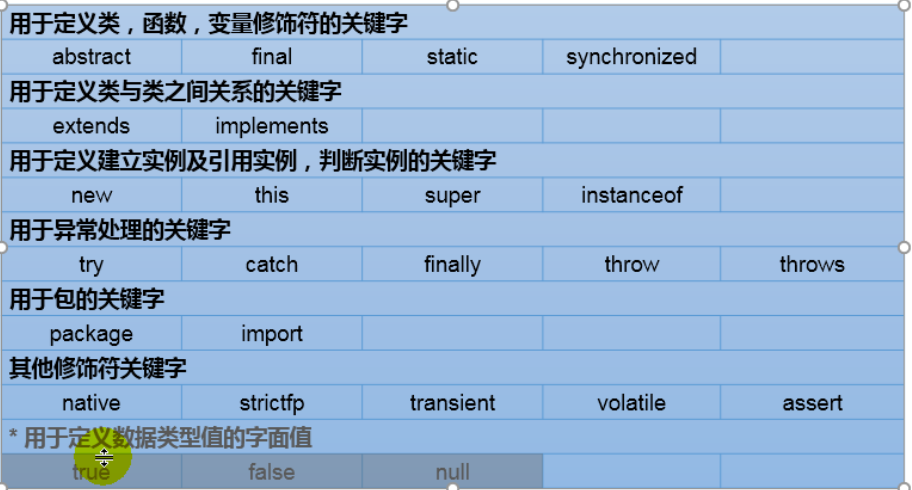 用于定义类，函数，变量修饰符的关键字
abstract final static synchronized
用于定义类与类之间关系的关键字
extends implements
用于定义建立实例及引用实例，判断实例的关键字
new this super instanceof
用于异常处理的关键字
try catch finally throw throws
用于包的关键字
package import
其他修饰符关键字
native strictfp transient volatile assert
* 用于定义数据类型值的字面值
true false null